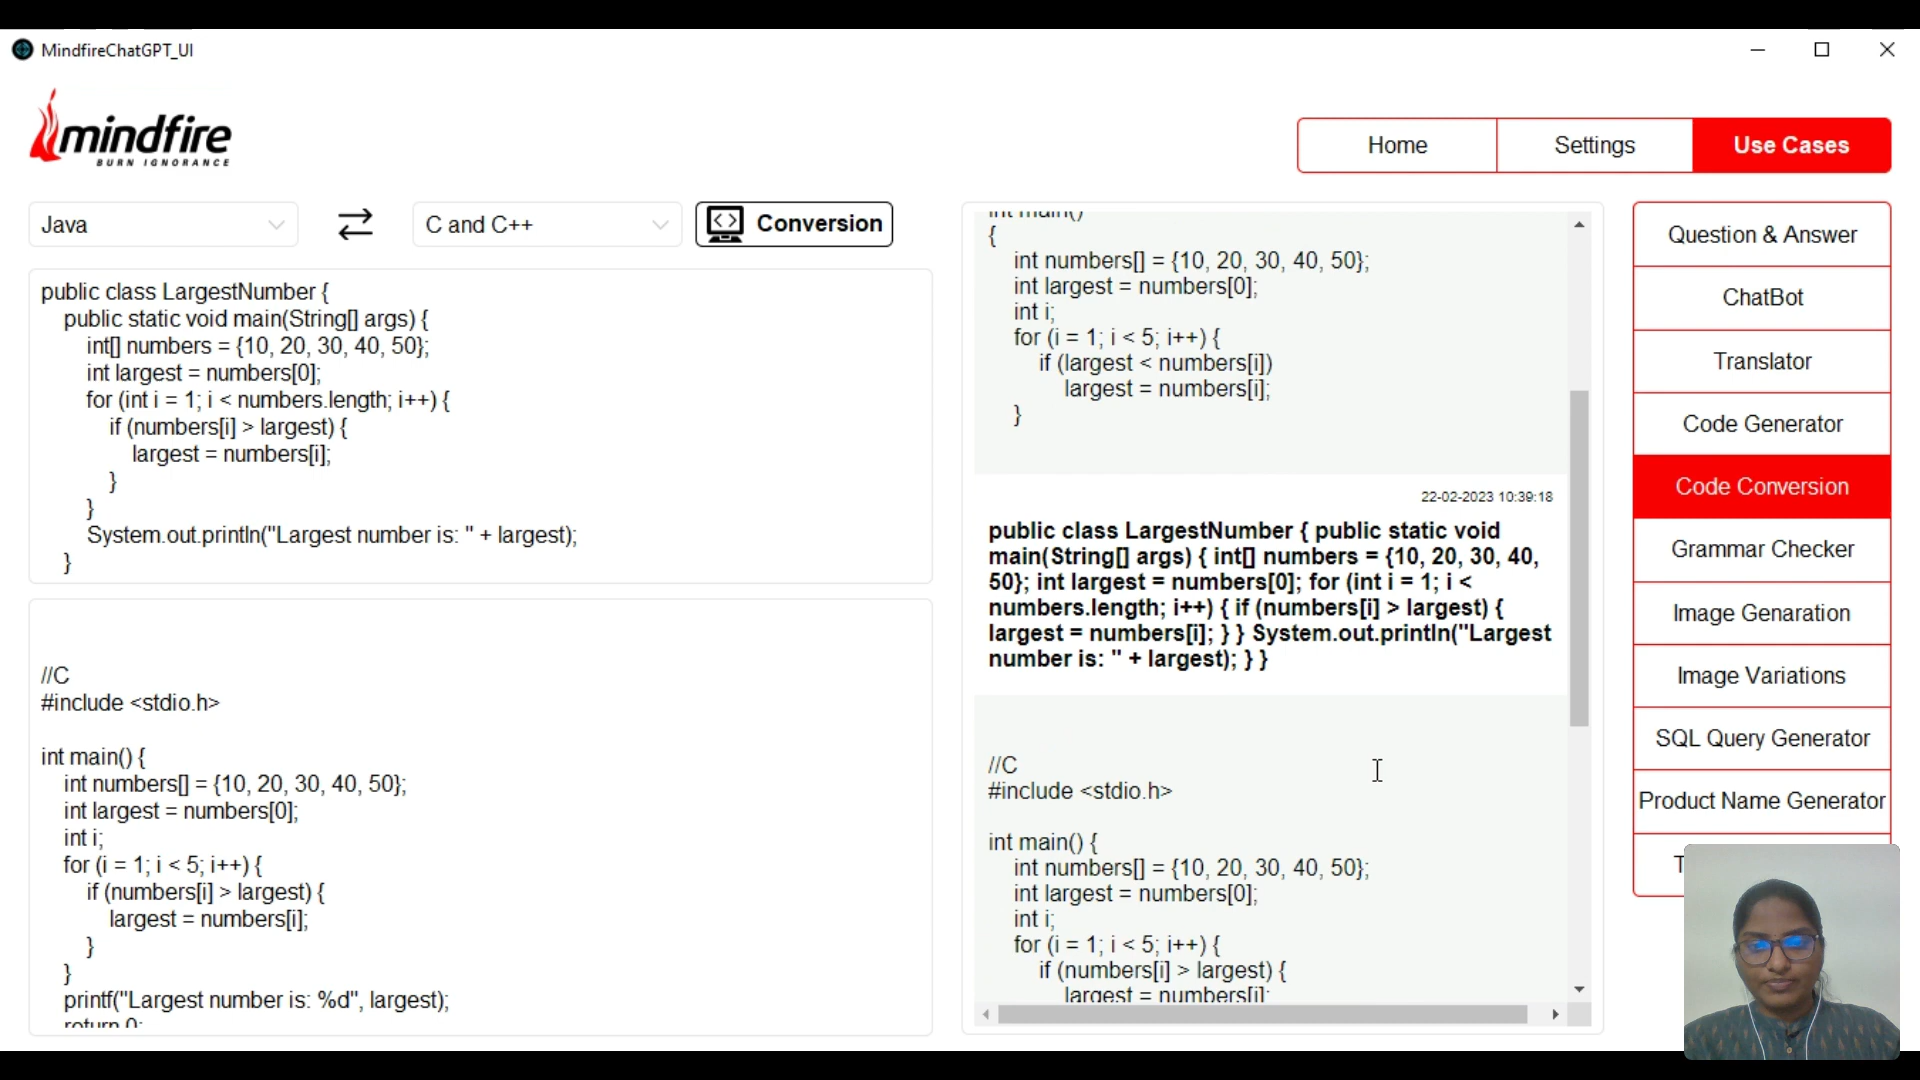 MindfireChatGPT_UI
mindfire
BURN IGNORANCE
Home
Settings
Use Cases
Java
C and C++
Conversion
public class LargestNumber {
public static void main(String[] args) {
int[] numbers = {10, 20, 30, 40, 50};
int largest = numbers[0];
for (int i = 1; i < numbers.length; i++) {
if (numbers[i] > largest) {
largest = numbers[i];
}
}
System.out.println("Largest number is: " + largest);
}
//C
#include <stdio.h>
int main() {
int numbers[] = {10, 20, 30, 40, 50};
int largest = numbers[0];
int i;
for (i = 1; i < 5; i++) {
if (numbers[i] > largest) {
largest = numbers[i];
}
}
printf("Largest number is: %d", largest);
return 0;
int main()
{
int numbers[] = {10, 20, 30, 40, 50};
int largest = numbers[0];
int i;
for (i = 1; i < 5; i++) {
if (largest < numbers[i])
largest = numbers[i];
}
22-02-2023 10:39:18
public class LargestNumber { public static void
main(String[] args) { int[] numbers = {10, 20, 30, 40,
50}; int largest = numbers[0]; for (int i = 1; i <
numbers.length; i++) { if (numbers[i] > largest) {
largest = numbers[i]; } } System.out.println("Largest
number is: " + largest); } }
//C
#include <stdio.h>
int main() {
int numbers[] = {10, 20, 30, 40, 50};
int largest = numbers[0];
int i;
for (i = 1; i < 5; i++) {
if (numbers[i] > largest) {
largest = numbers[i];
Question & Answer
ChatBot
Translator
Code Generator
Code Conversion
Grammar Checker
Image Genaration
Image Variations
SQL Query Generator
Product Name Generator